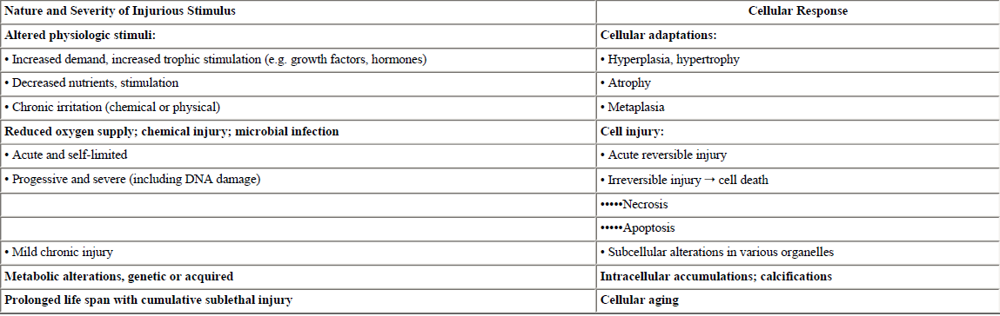 Nature and Severity of Injurious Stimulus Cellular Response
Altered physiologic stimuli: Cellular adaptations:
• Increased demand, increased trophic stimulation (e.g. growth factors, hormones) • Hyperplasia, hypertrophy
• Decreased nutrients, stimulation • Atrophy
• Chronic irritation (chemical or physical) • Metaplasia
Reduced oxygen supply; chemical injury; microbial infection Cell injury:
• Acute and self-limited • Acute reversible injury
• Progessive and severe (including DNA damage) • Irreversible injury → cell death
•••••Necrosis
•••••Apoptosis
• Mild chronic injury • Subcellular alterations in various organelles
Metabolic alterations, genetic or acquired Intracellular accumulations; calcifications
Prolonged life span with cumulative sublethal injury Cellular aging